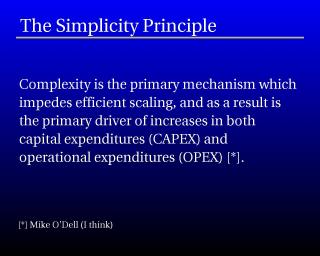 The Simplicity Principle
Complexity is the primary mechanism which
impedes efficient scaling, and as a result is
the primary driver of increases in both
capital expenditures (CAPEX) and
operational expenditures (OPEX) [*].
[*] Mike O'Dell (I think)